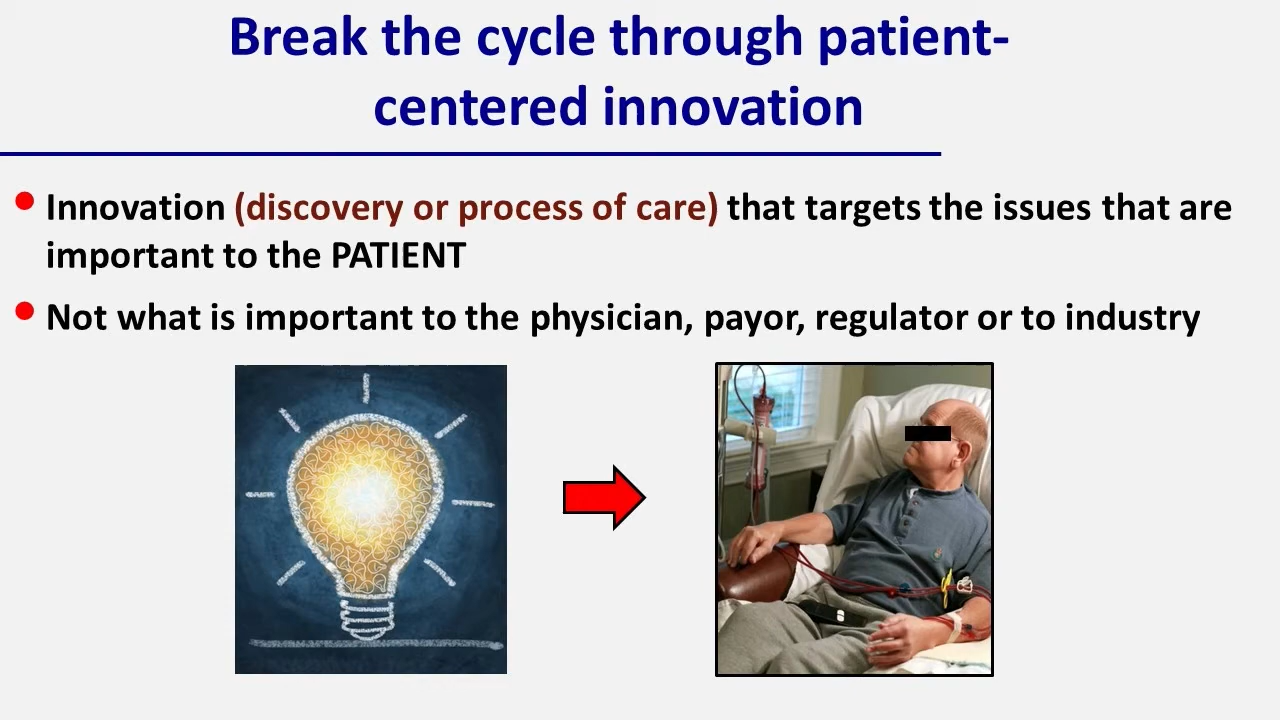 Break the cycle through patient-
centered innovation
• Innovation (discovery or process of care) that targets the issues that are
important to the PATIENT
• Not what is important to the physician, payor, regulator or to industry